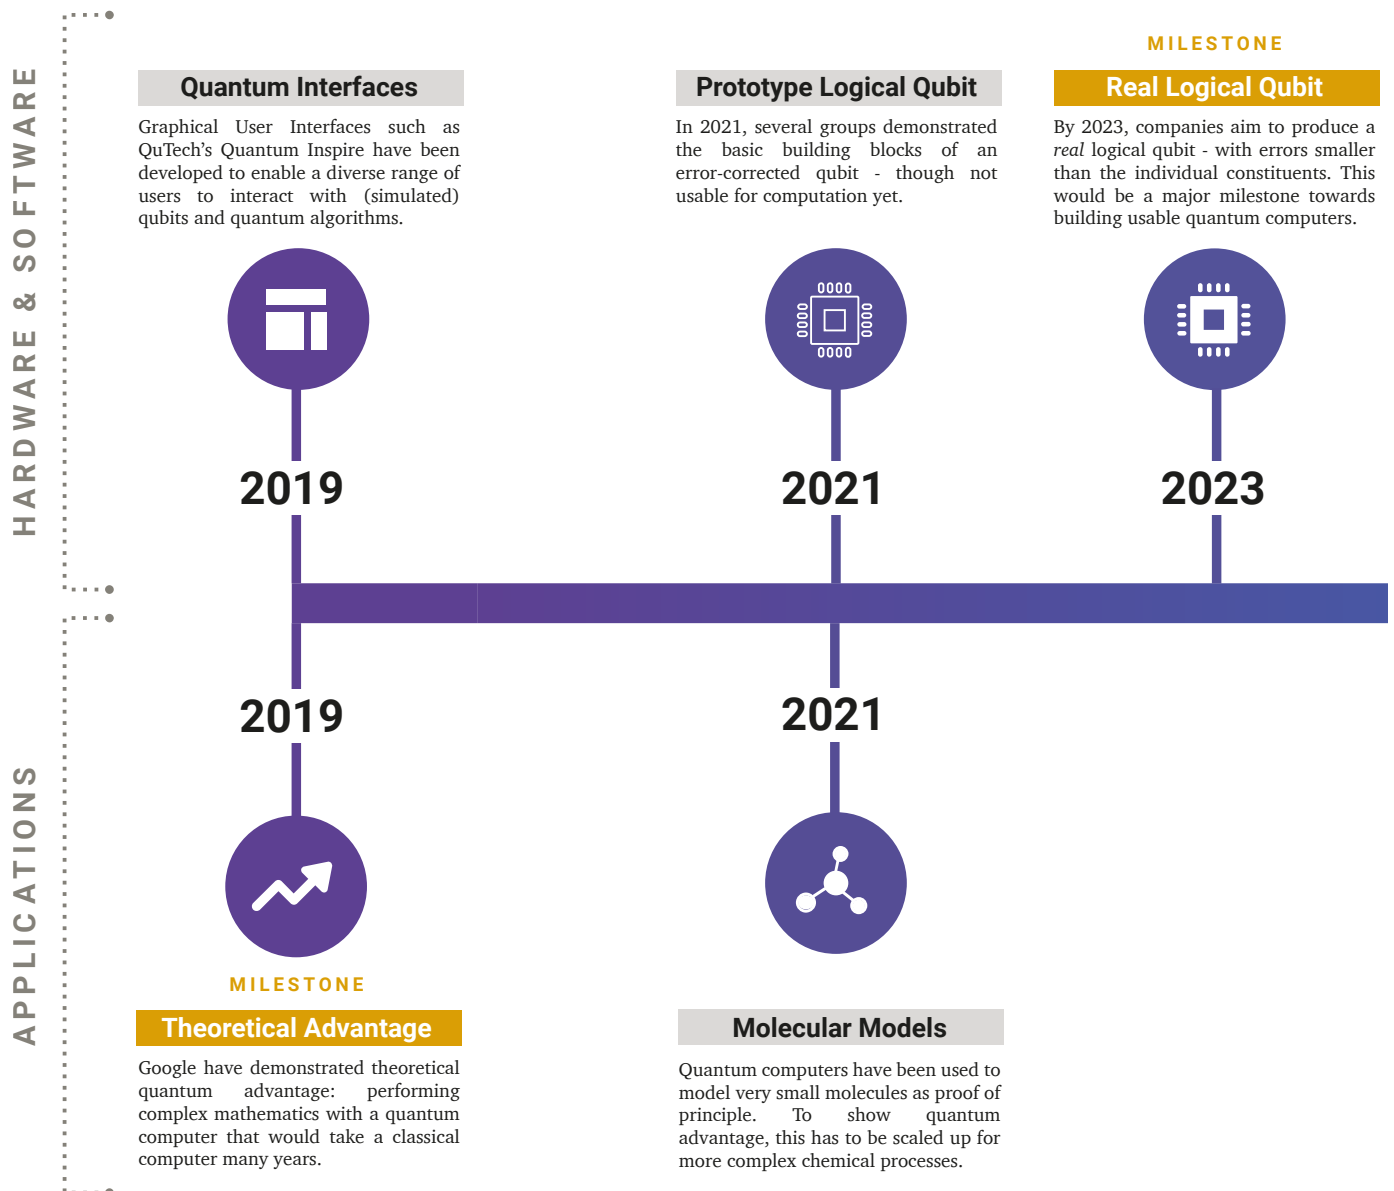 HARDWARE & SOFTWARE
Quantum Interfaces
Graphical User Interfaces such as
QuTech’s Quantum Inspire have been
developed to enable a diverse range of
users to interact with (simulated)
qubits and quantum algorithms.
2019
Prototype Logical Qubit
In 2021, several groups demonstrated
the basic building blocks of an
error-corrected qubit - though not
usable for computation yet.
2021
MILESTONE
Real Logical Qubit
By 2023, companies aim to produce a
real logical qubit - with errors smaller
than the individual constituents. This
would be a major milestone towards
building usable quantum computers.
2023
APPLICATIONS
2019
MILESTONE
Theoretical Advantage
Google have demonstrated theoretical
quantum advantage: performing
complex mathematics with a quantum
computer that would take a classical
computer many years.
2021
Molecular Models
Quantum computers have been used to
model very small molecules as proof of
principle. To show quantum
advantage, this has to be scaled up for
more complex chemical processes.